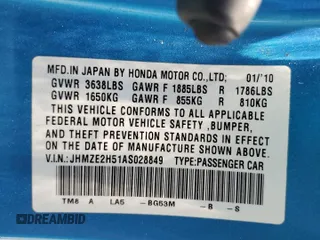 MFD.IN JAPAN BY HONDA MOTOR CO.,LTD; 01/'10
GVWR 3638LBS GAWR F 1885LBS R 1786LBS
GVWR 1650KG GAWR F 855KG R 810KG
THIS VEHICLE CONFORMS TO ALL APPLICABLE
FEDERAL MOTOR VEHICLE SAFETY ,BUMPER,
AND THEFT PREVENTION STANDARDS IN EFFECT
ON THE DATE OF MANUFACTURE SHOWN ABOVE.
V.I.N.: JHMZE2H51AS028849 TYPE:PASSENGER CAR
TM8 A LA5 -BG53M -B -S
DREAMBID